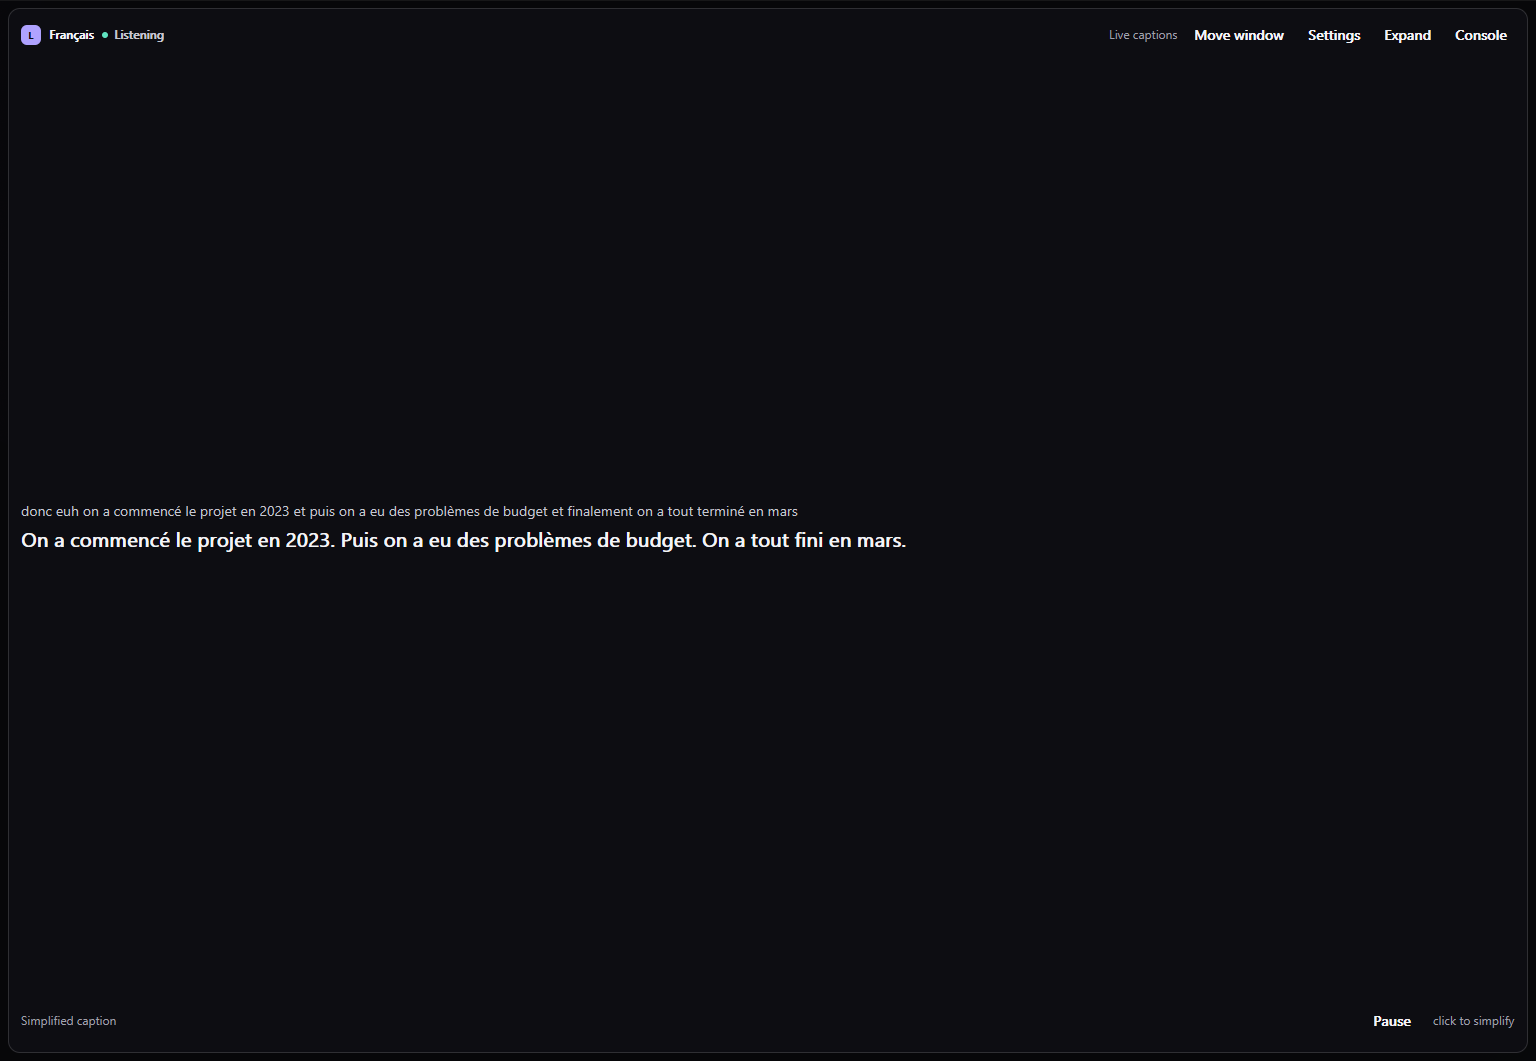 L Français Listening Live captions Move window Settings Expand Console
donc euh on a commencé le projet en 2023 et puis on a eu des problèmes de budget et finalement on a tout terminé en mars
On a commencé le projet en 2023. Puis on a eu des problèmes de budget. On a tout fini en mars.
Simplified caption Pause click to simplify